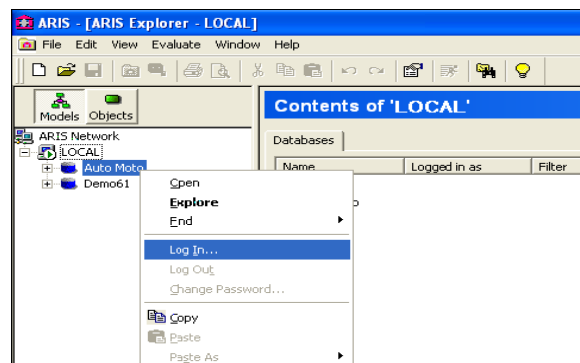 ARIS - [ARIS Explorer - LOCAL]
File Edit View Evaluate Window Help
Models Objects
Contents of 'LOCAL'
ARIS Network
LOCAL
Auto Moto
Demo61
Databases
Name Logged in as Filter
Open
Explore
End
Log In...
Log Out
Change Password...
Copy
Paste
Paste As